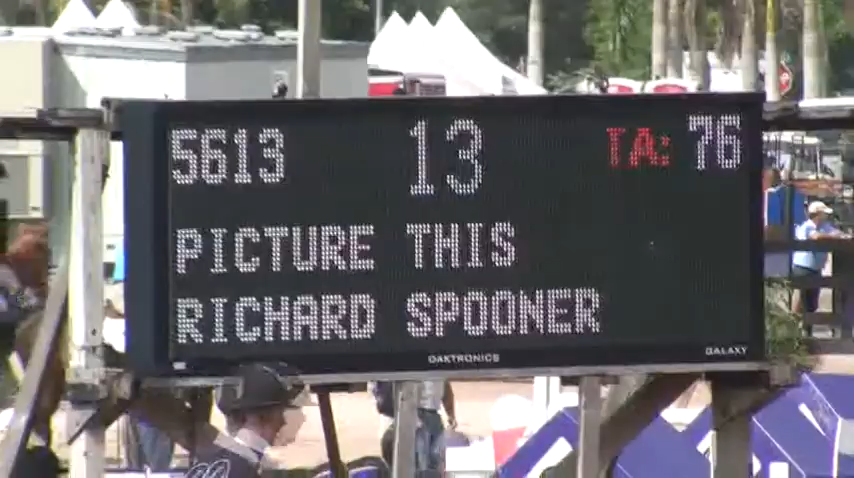 5613 13 TA: 76
PICTURE THIS
RICHARD SPOONER
DAKTRONICS GALAXY